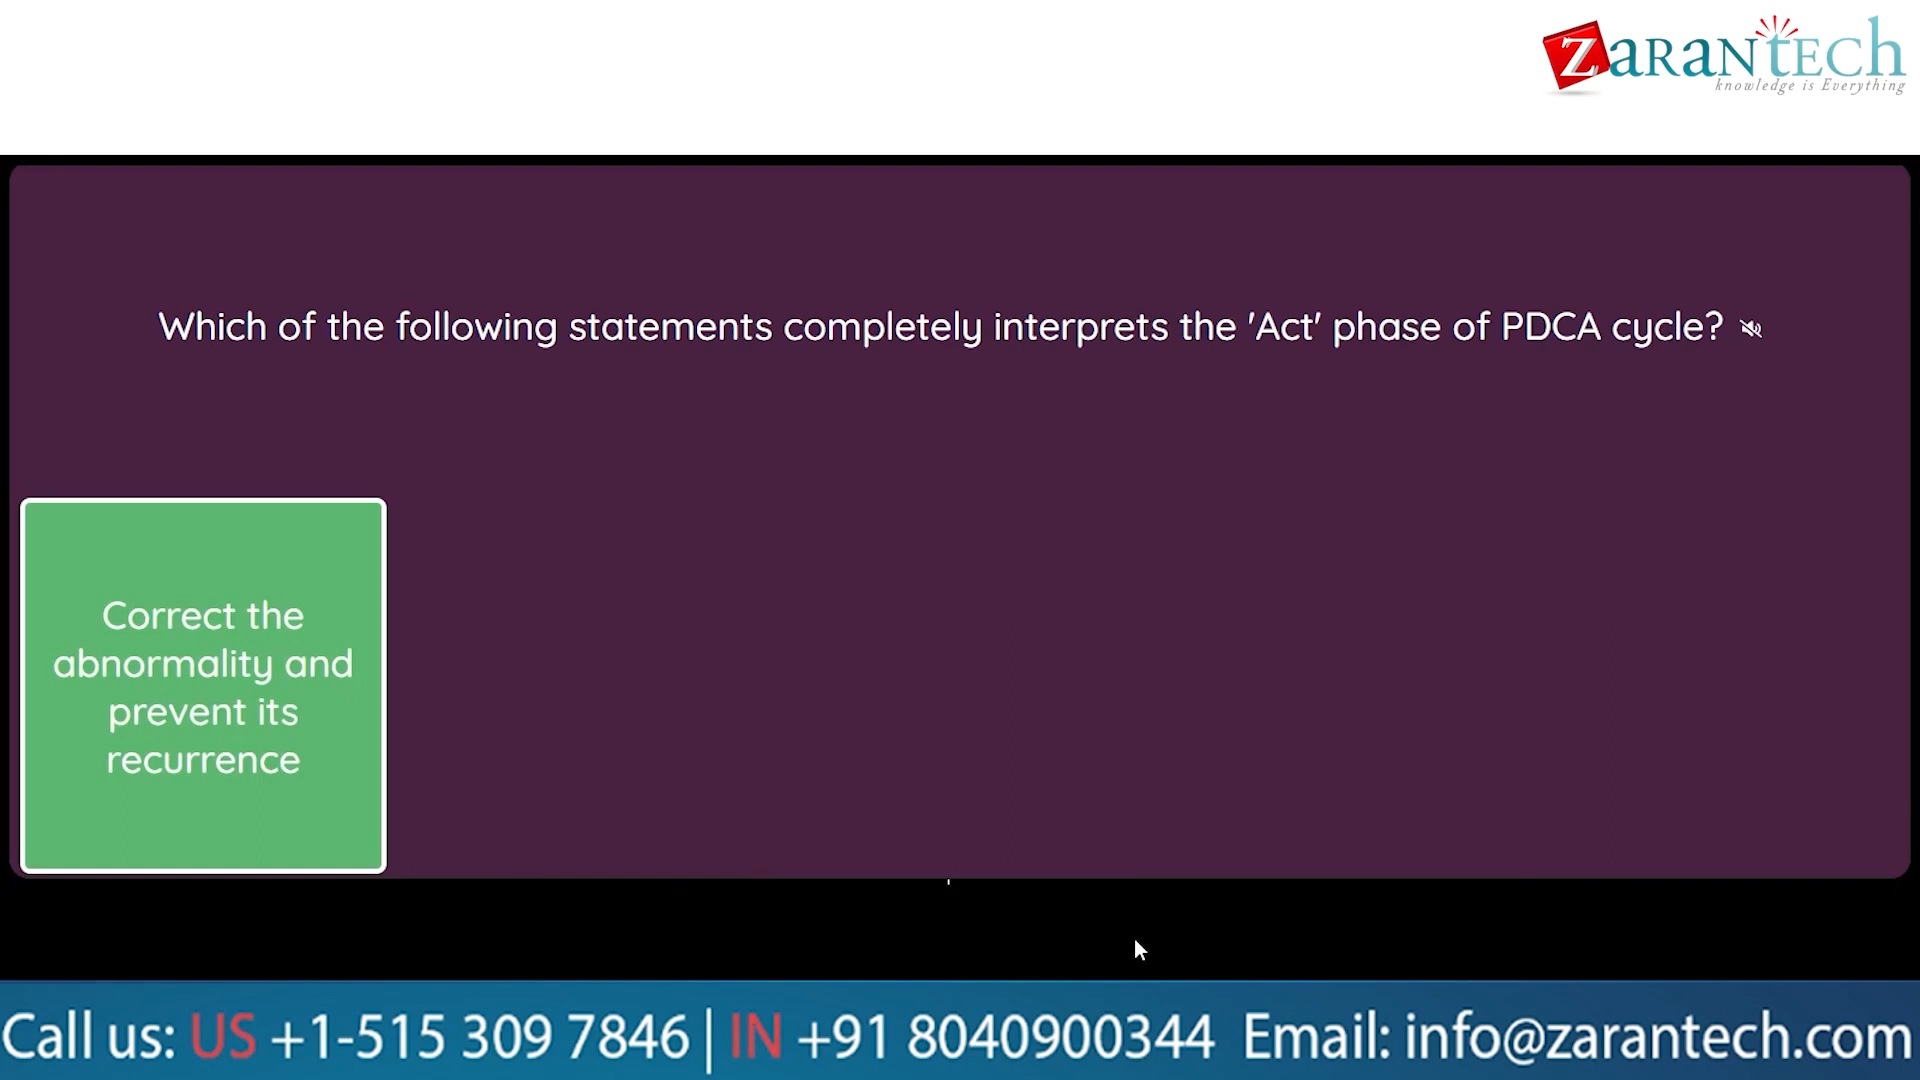 ZARANTECH
knowledge is Everything
Which of the following statements completely interprets the 'Act' phase of PDCA cycle?
Correct the
abnormality and
prevent its
recurrence
Call us: US +1-515 309 7846 | IN +91 8040900344 Email: info@zarantech.com